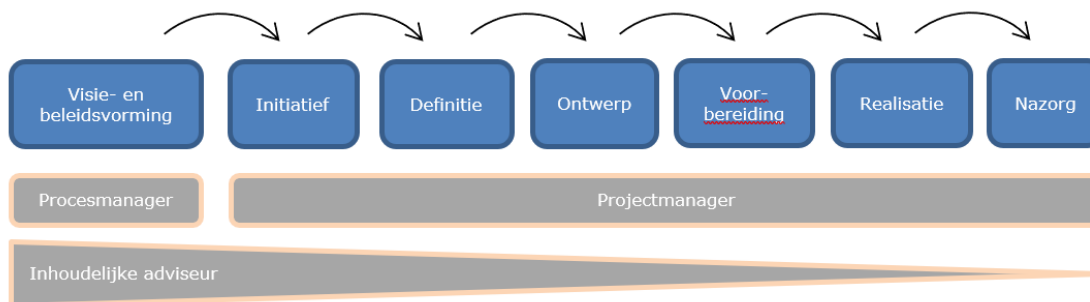 Visie- en
beleidsvorming
Initiatief
Definitie
Ontwerp
Voor-
bereiding
Realisatie
Nazorg
Procesmanager
Projectmanager
Inhoudelijke adviseur